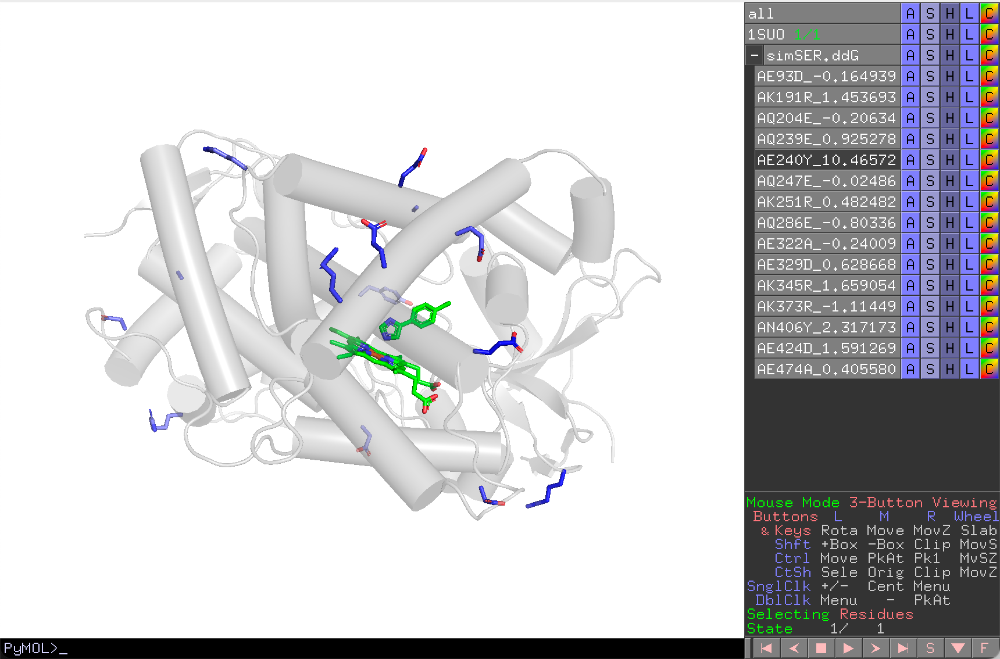 all A S H L C
1SUO 1/1 A S H L C
- simSER.ddG A S H L C
AE93D_-0.164939 A S H L C
AK191R_1.453693 A S H L C
AQ204E_-0.20634 A S H L C
AQ239E_0.925278 A S H L C
AE240Y_10.46572 A S H L C
AQ247E_-0.02486 A S H L C
AK251R_0.482482 A S H L C
AQ286E_-0.80336 A S H L C
AE322A_-0.24009 A S H L C
AE329D_0.628668 A S H L C
AK345R_1.659054 A S H L C
AK373R_-1.11449 A S H L C
AN406Y_2.317173 A S H L C
AE424D_1.591269 A S H L C
AE474A_0.405580 A S H L C
Mouse Mode 3-Button Viewing
Buttons L M R Wheel
& Keys Rota Move MovZ Slab
Shft +Box -Box Clip MovS
Ctrl Move PkAt Pk1 MvSZ
CtSh Sele Orig Clip MovZ
SnglClk +/- Cent Menu
DblClk Menu - PkAt
Selecting Residues
State 1/ 1
PyMOL>_
S F